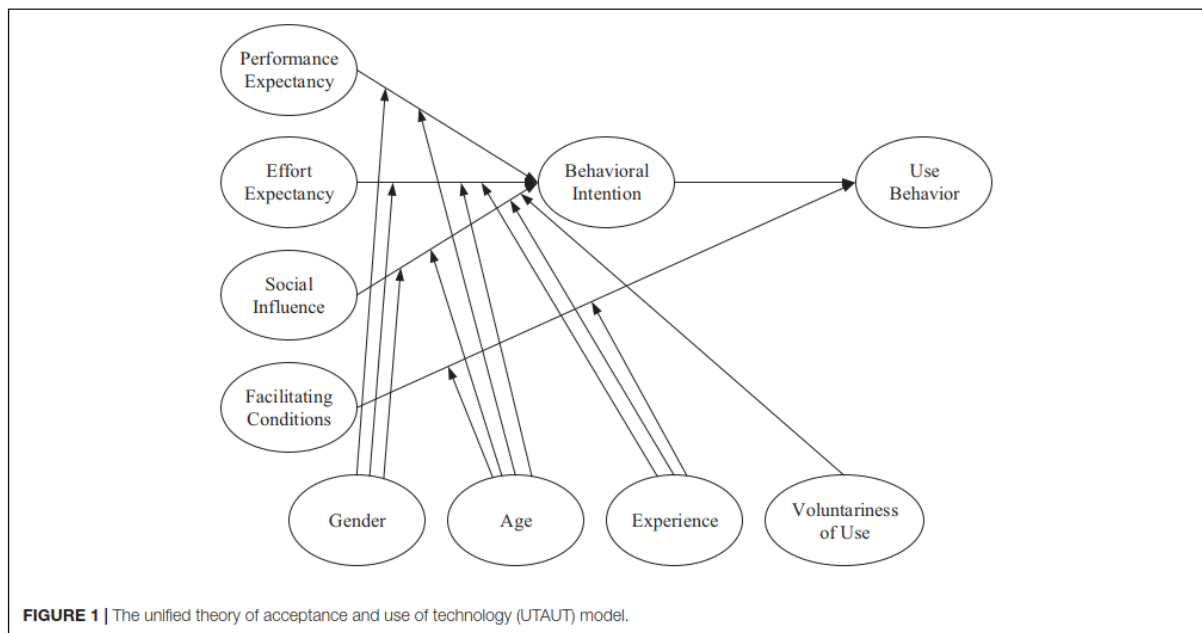 Performance
Expectancy
Effort
Expectancy
Behavioral
Intention
Use
Behavior
Social
Influence
Facilitating
Conditions
Gender
Age
Experience
Voluntariness
of Use
FIGURE 1 | The unified theory of acceptance and use of technology (UTAUT) model.